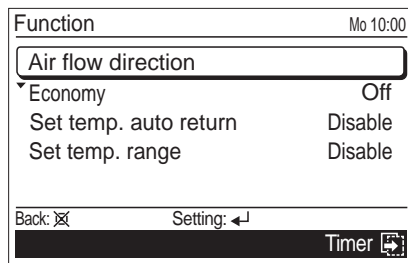 Function Mo 10:00
Air flow direction
Economy Off
Set temp. auto return Disable
Set temp. range Disable
Back: Setting:
Timer